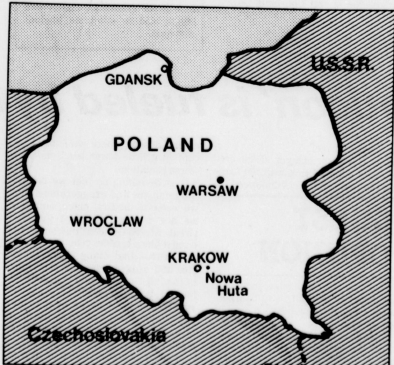 U.S.S.R.
GDANSK
POLAND
WARSAW
WROCLAW
KRAKOW
Nowa
Huta
Czechoslovakia